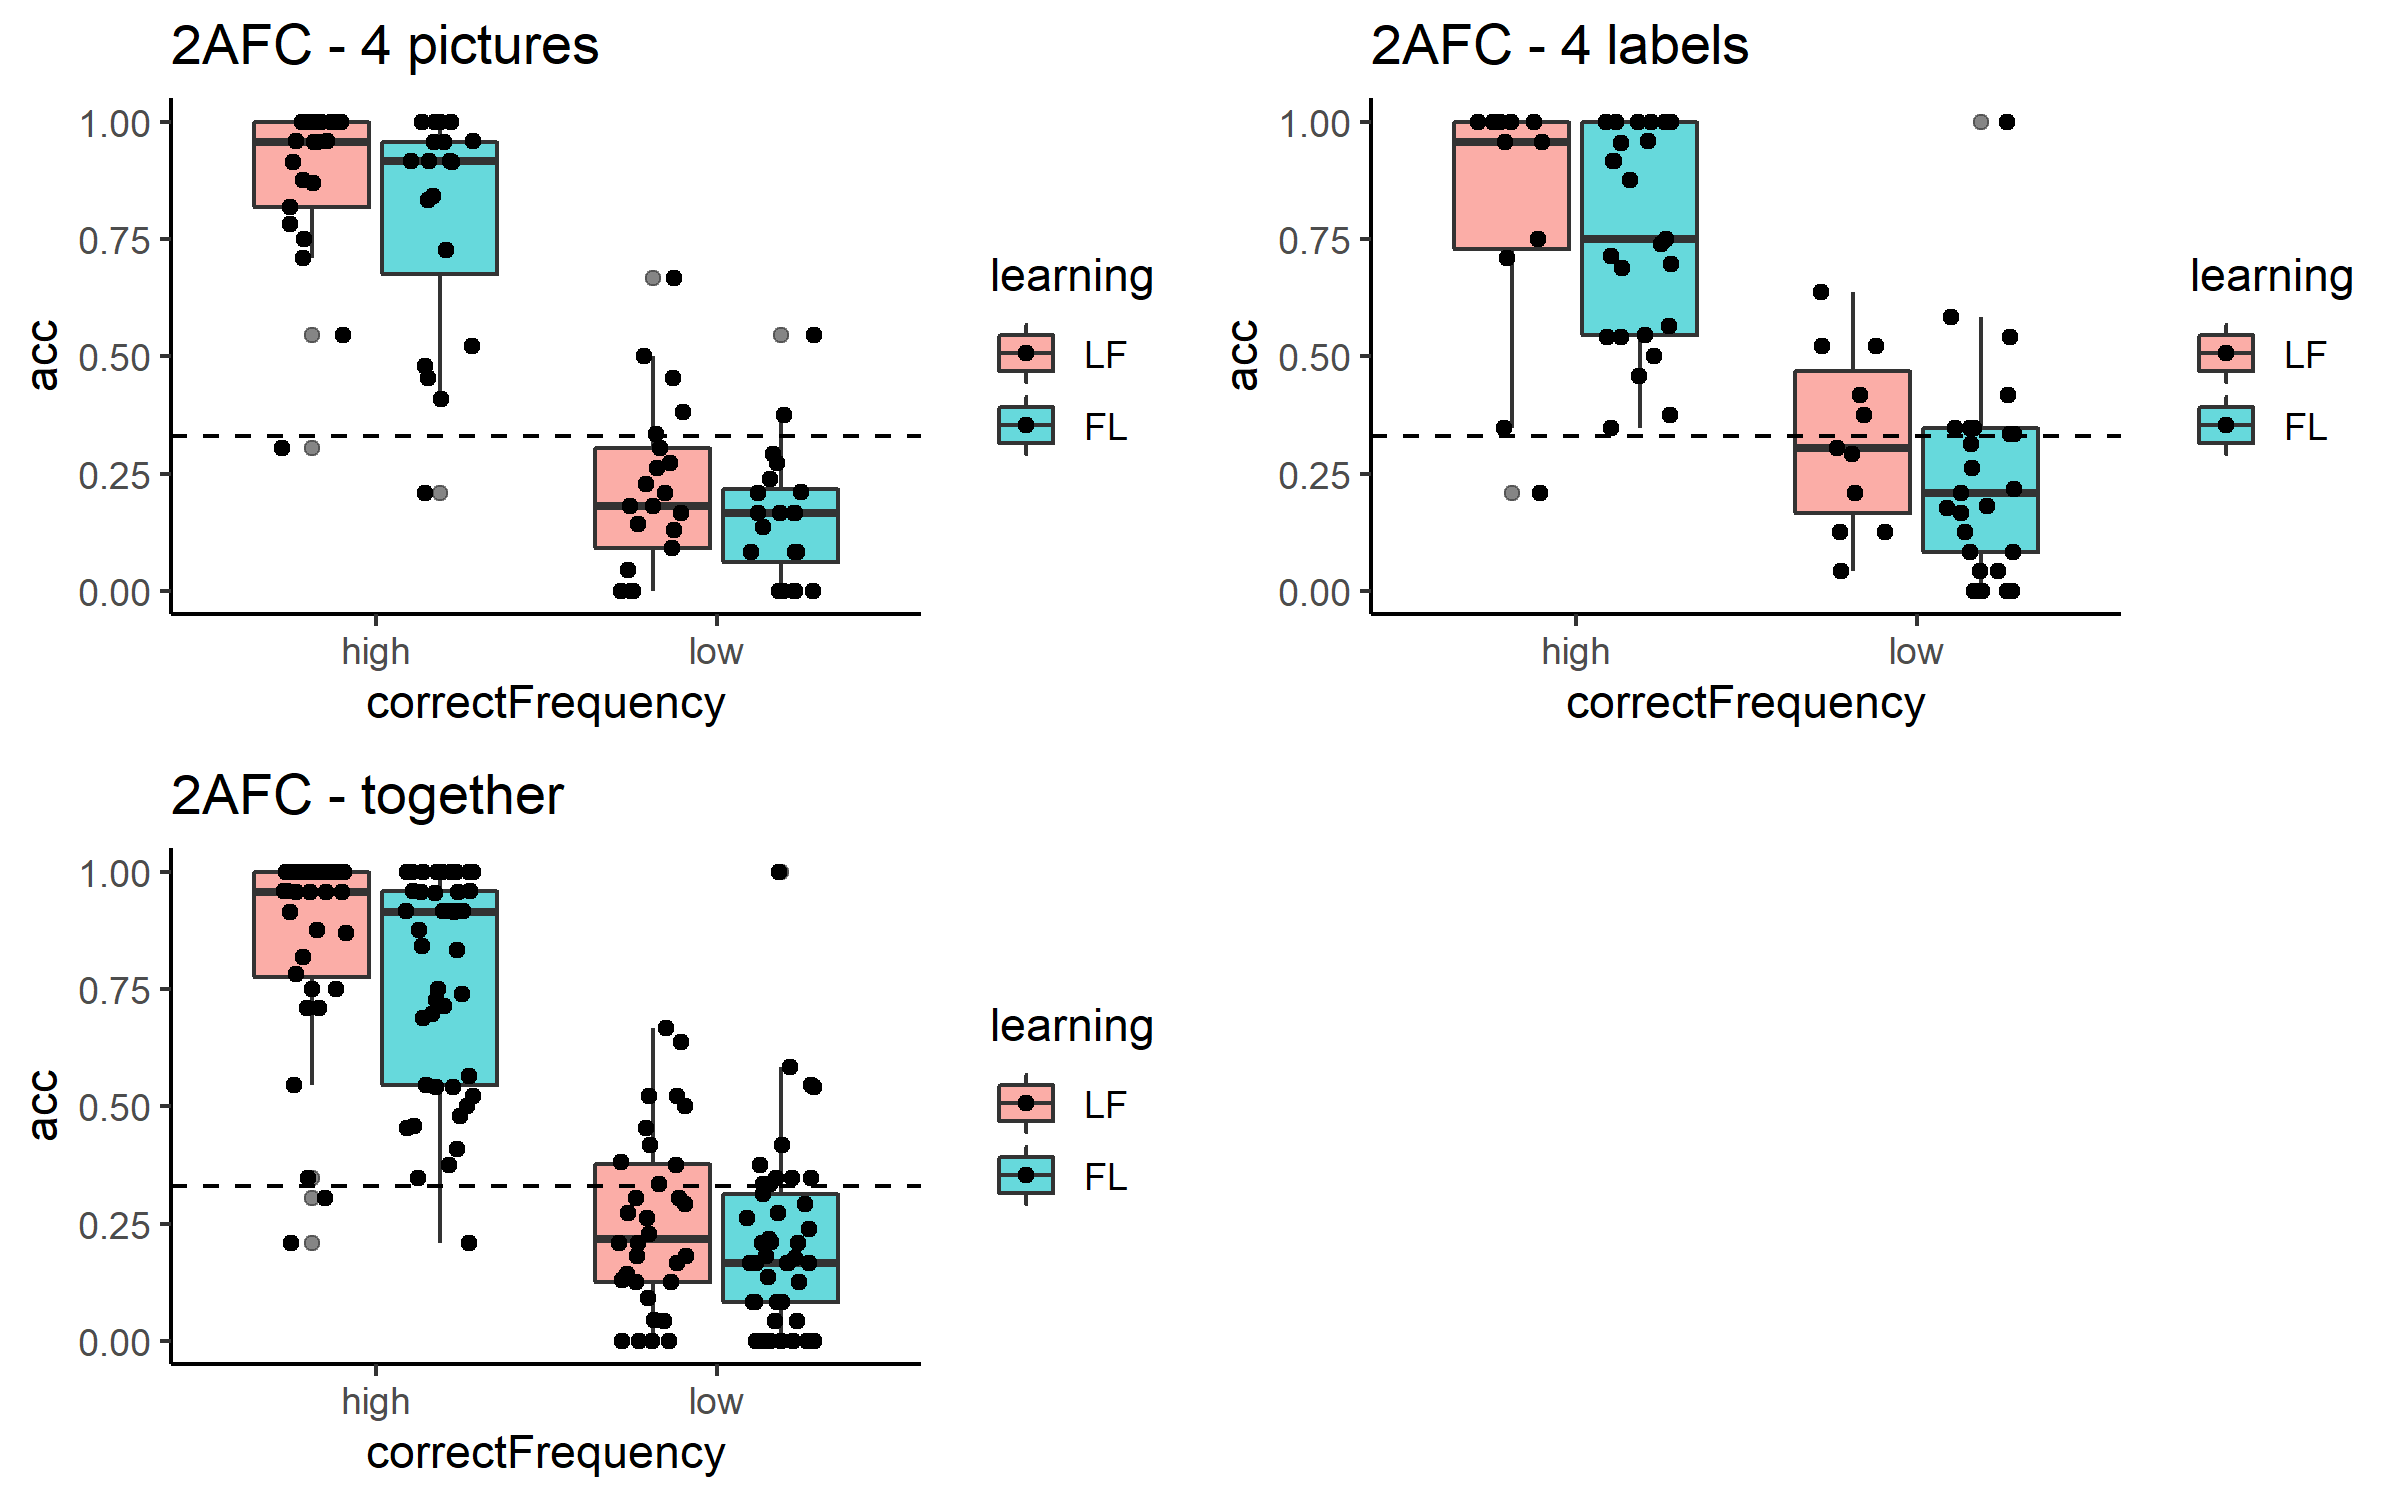 2AFC - 4 pictures
acc
1.00
0.75
0.50
0.25
0.00
high low
correctFrequency
learning
LF
FL
2AFC - 4 labels
acc
1.00
0.75
0.50
0.25
0.00
high low
correctFrequency
learning
LF
FL
2AFC - together
acc
1.00
0.75
0.50
0.25
0.00
high low
correctFrequency
learning
LF
FL